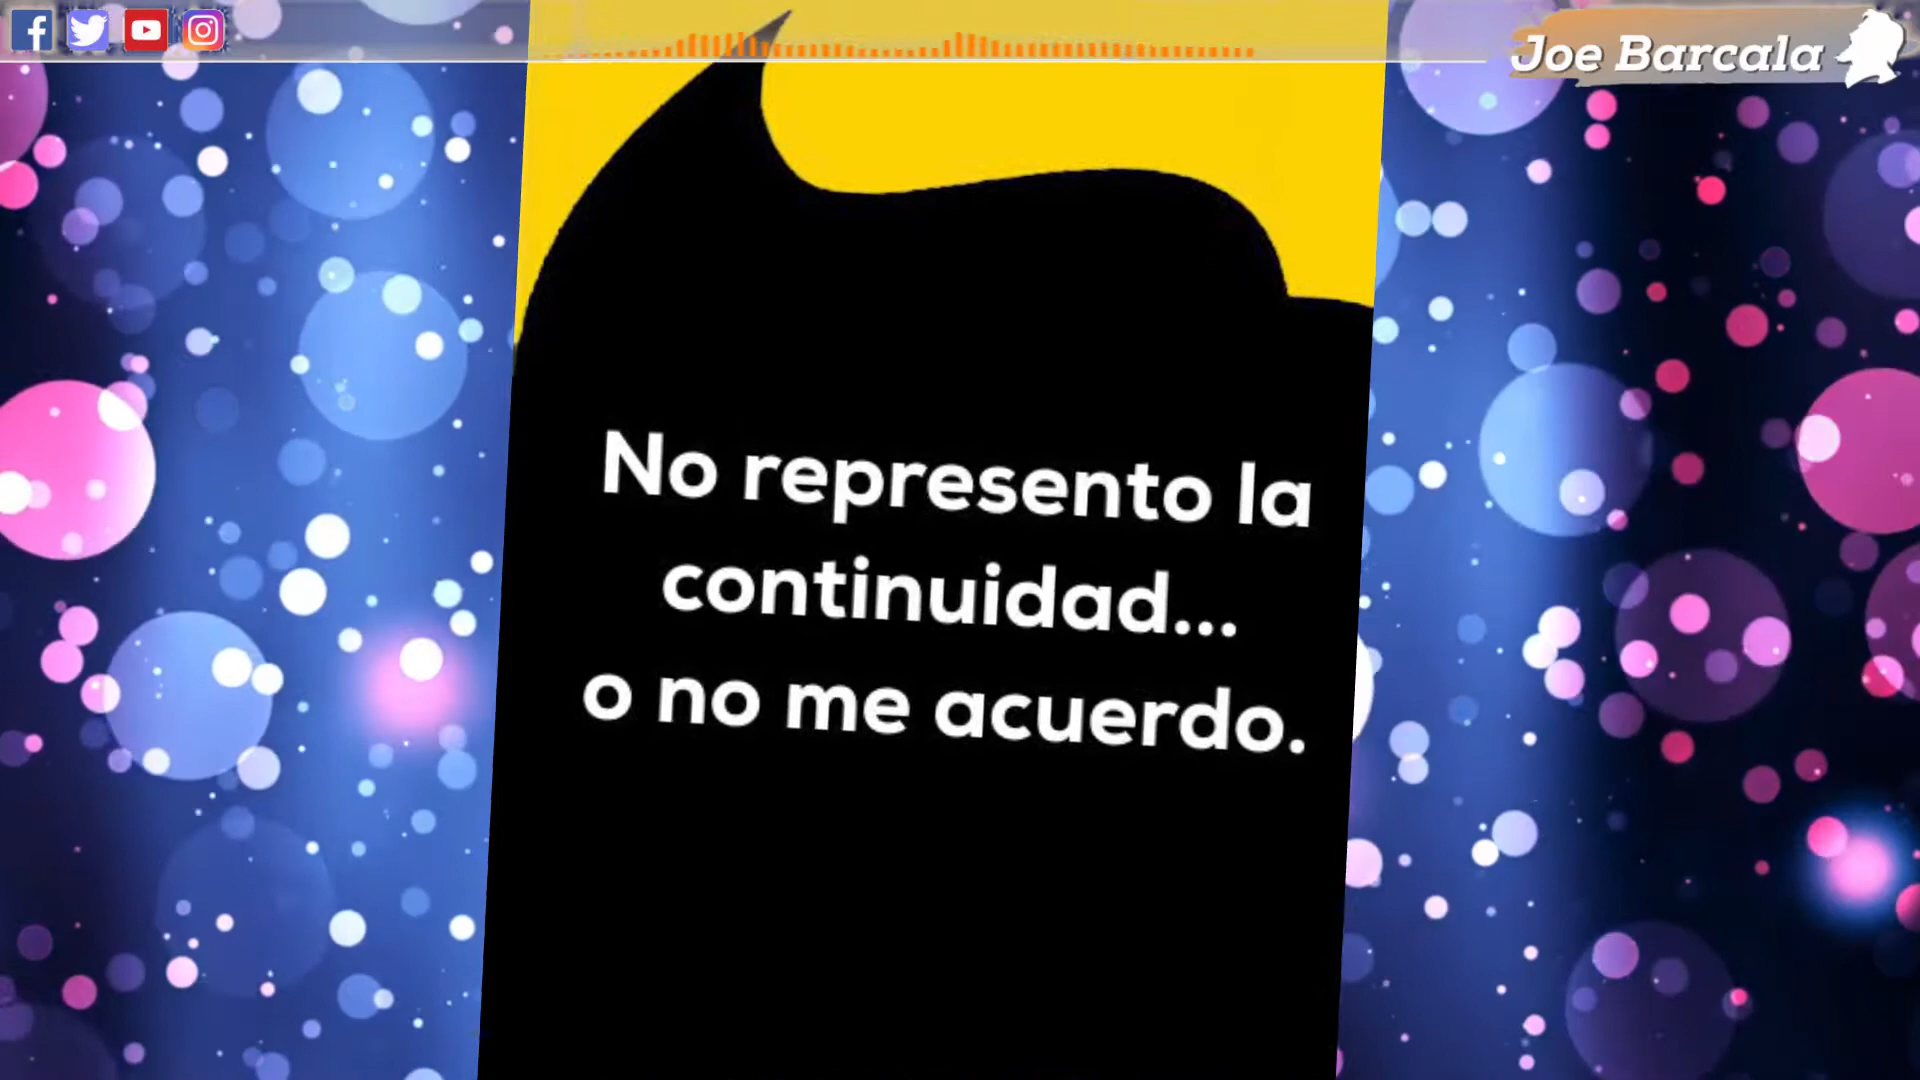 Joe Barcala
No represento la
continuidad...
o no me acuerdo.